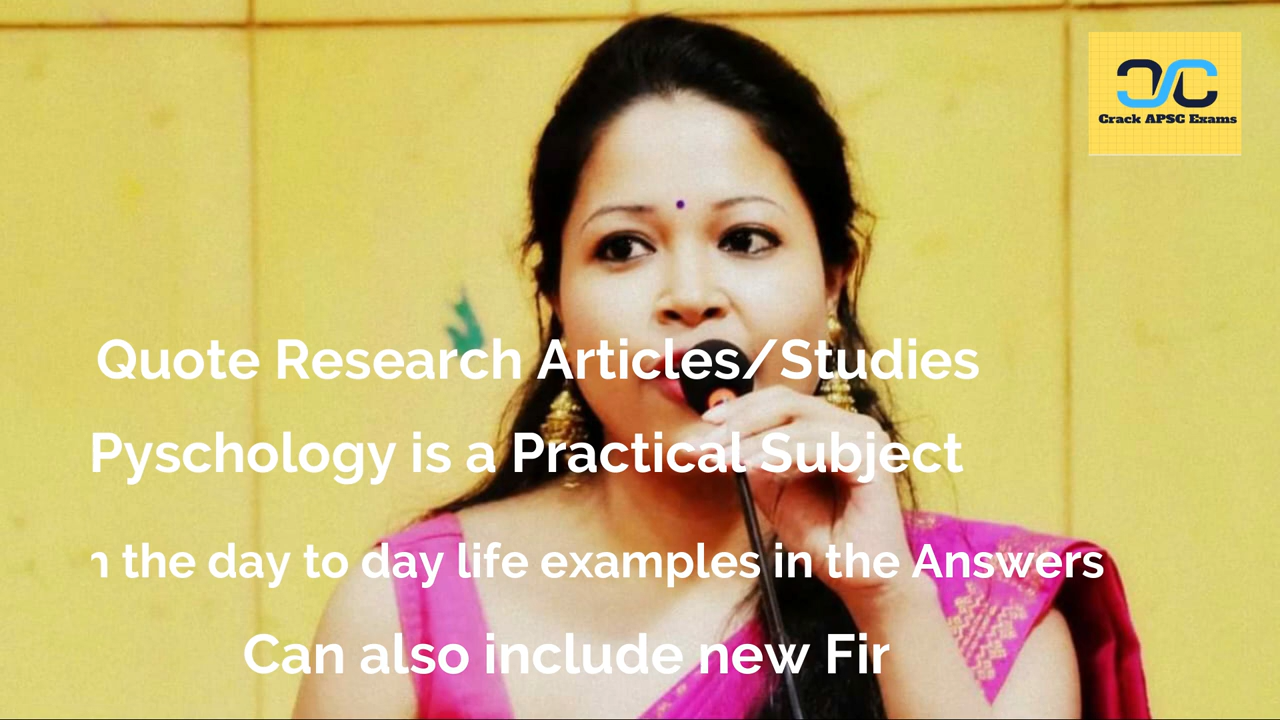 Crack APSC Exams
Quote Research Articles/Studies
Pyschology is a Practical Subject
the day to day life examples in the Answers
Can also include new Fir